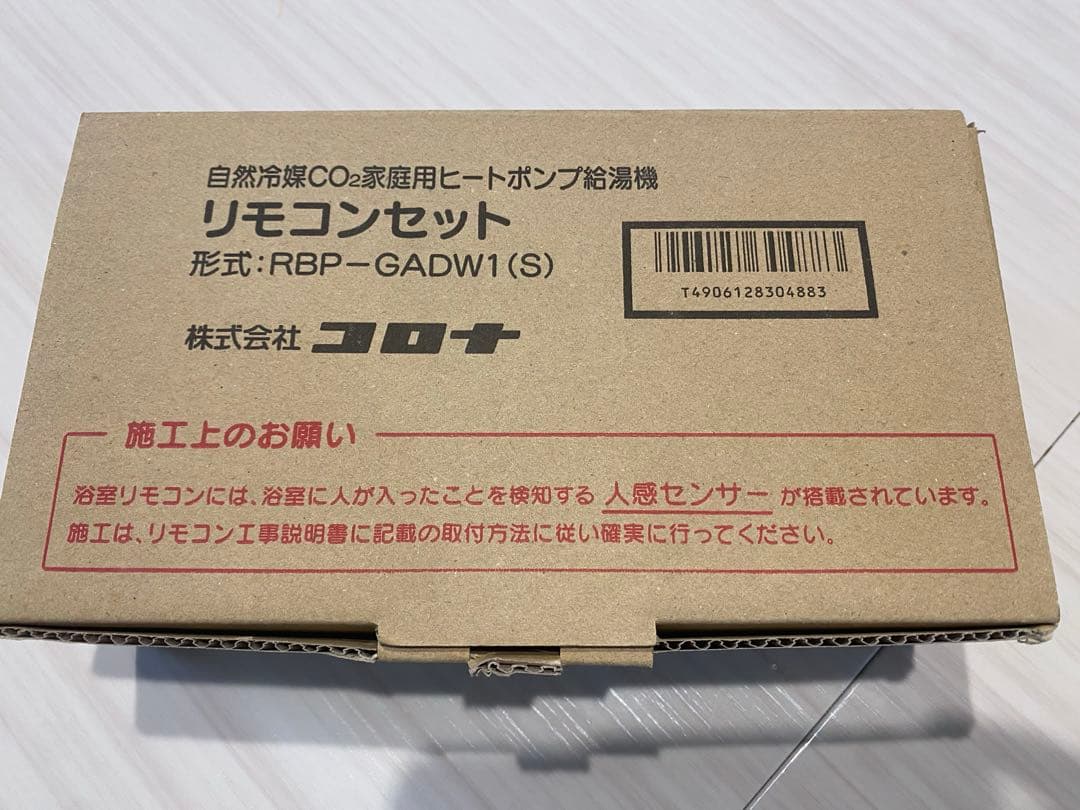 自然冷媒CO₂家庭用ヒートポンプ給湯機
リモコンセット
形式:RBP-GADW1(S)
T4906128304883
株式会社 コロナ
施工上のお願い
浴室リモコンには、浴室に人が入ったことを検知する 人感センサー が搭載されています。
施工は、リモコン工事説明書に記載の取付方法に従い確実に行ってください。